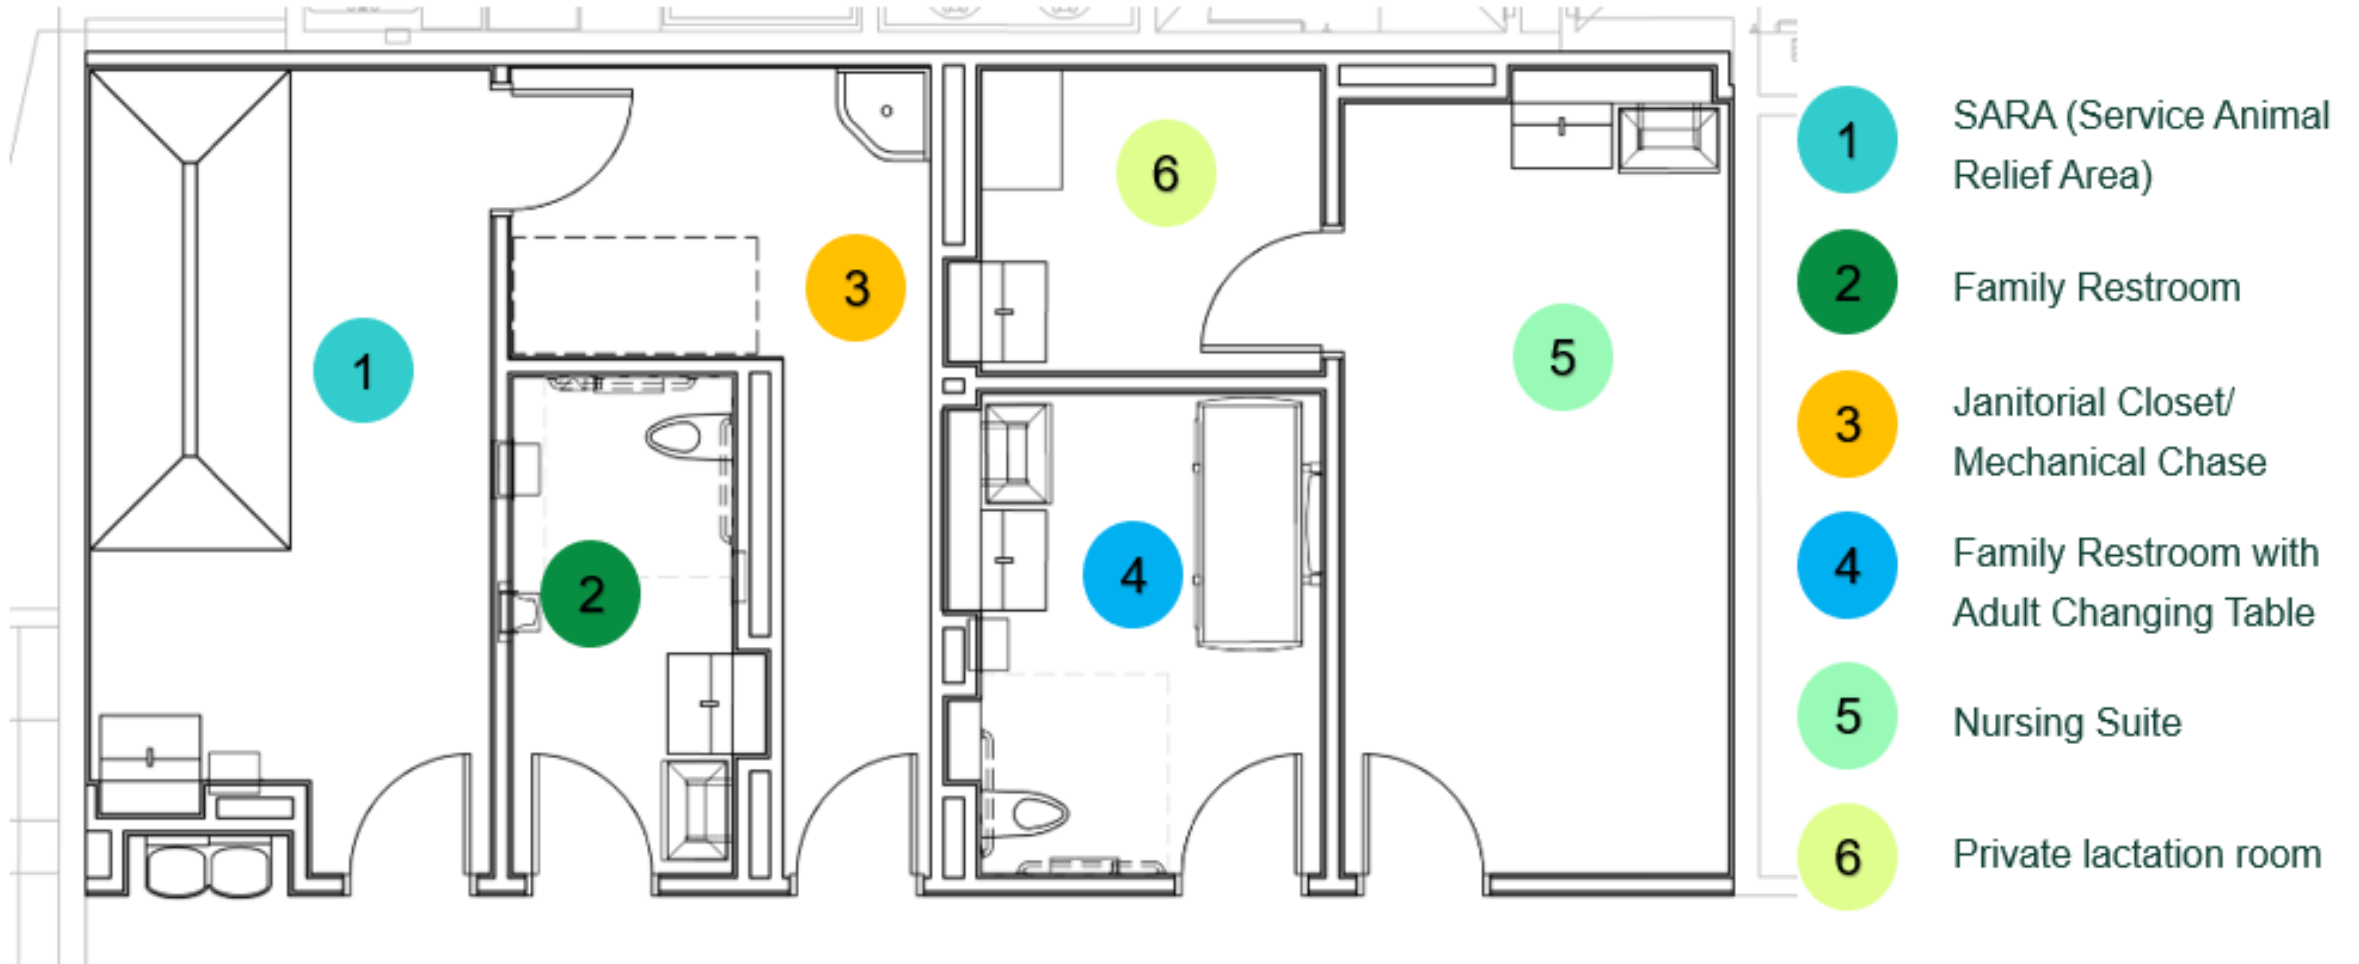 1
2
3
4
5
6
1
SARA (Service Animal
Relief Area)
2
Family Restroom
3
Janitorial Closet/
Mechanical Chase
4
Family Restroom with
Adult Changing Table
5
Nursing Suite
6
Private lactation room